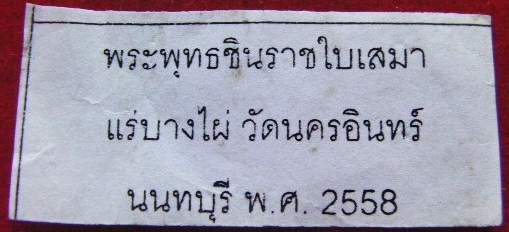 พระพุทธชินราชใบเสมา
แร่บางไผ่ วัดนครอินทร์
นนทบุรี พ.ศ. 2558